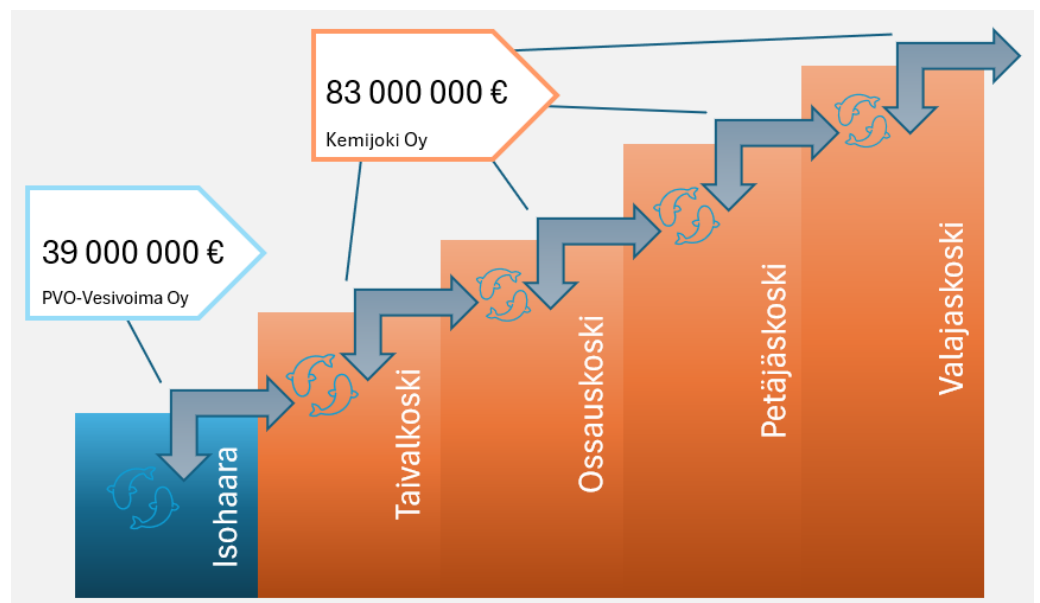 83 000 000 €
Kemijoki Oy
39 000 000 €
PVO-Vesivoima Oy
Isohaara
Taivalkoski
Ossauskoski
Petäjäskoski
Valajaskoski